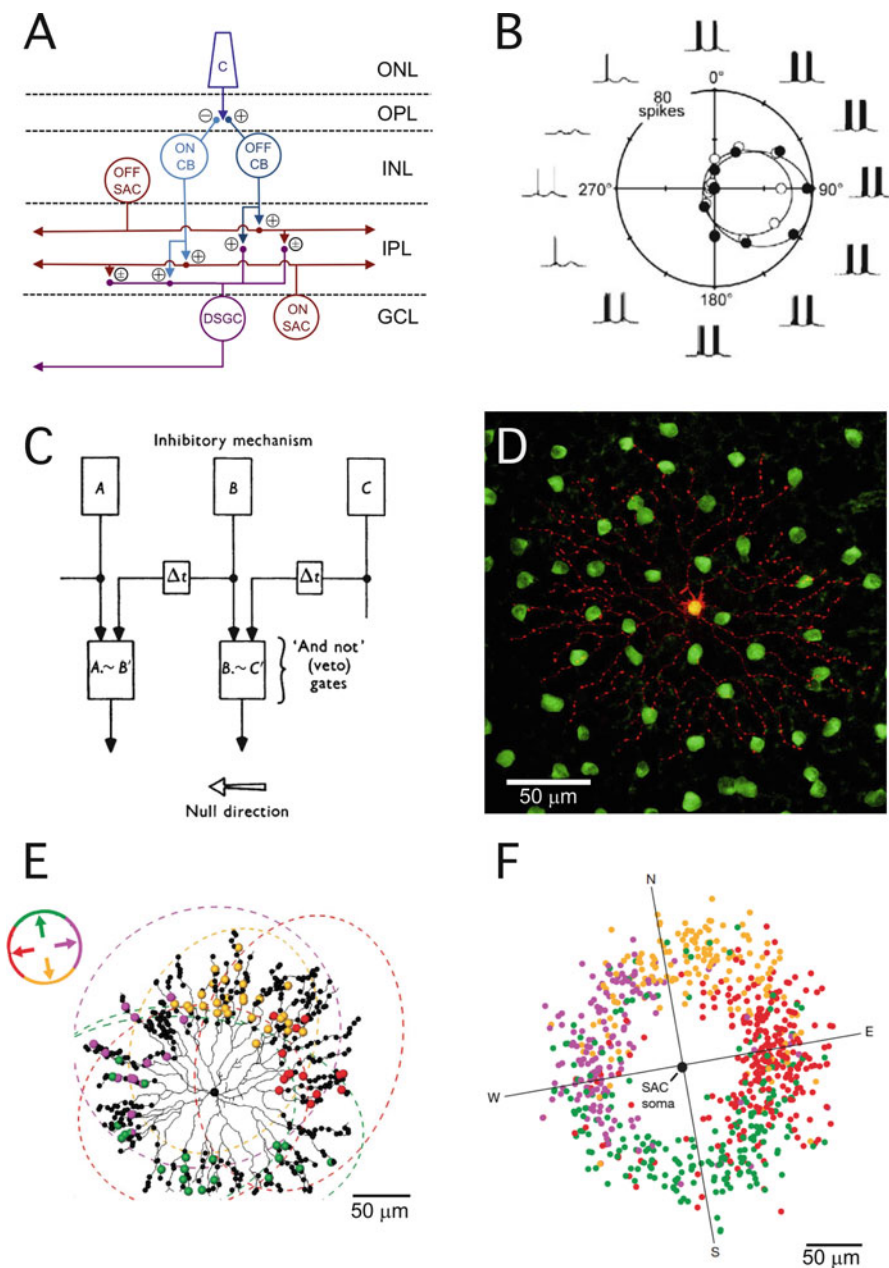 A
C
ONL
OPL
ON CB
OFF CB
OFF SAC
INL
IPL
DSGC
ON SAC
GCL
− + + + + + ± ±
B
80 spikes
0°
90°
180°
270°
C
Inhibitory mechanism
A
B
C
Δt
Δt
A.~ B'
B.~ C'
'And not'
(veto)
gates
Null direction
D
50 μm
E
50 μm
F
N
E
SAC
soma
W
S
50 μm